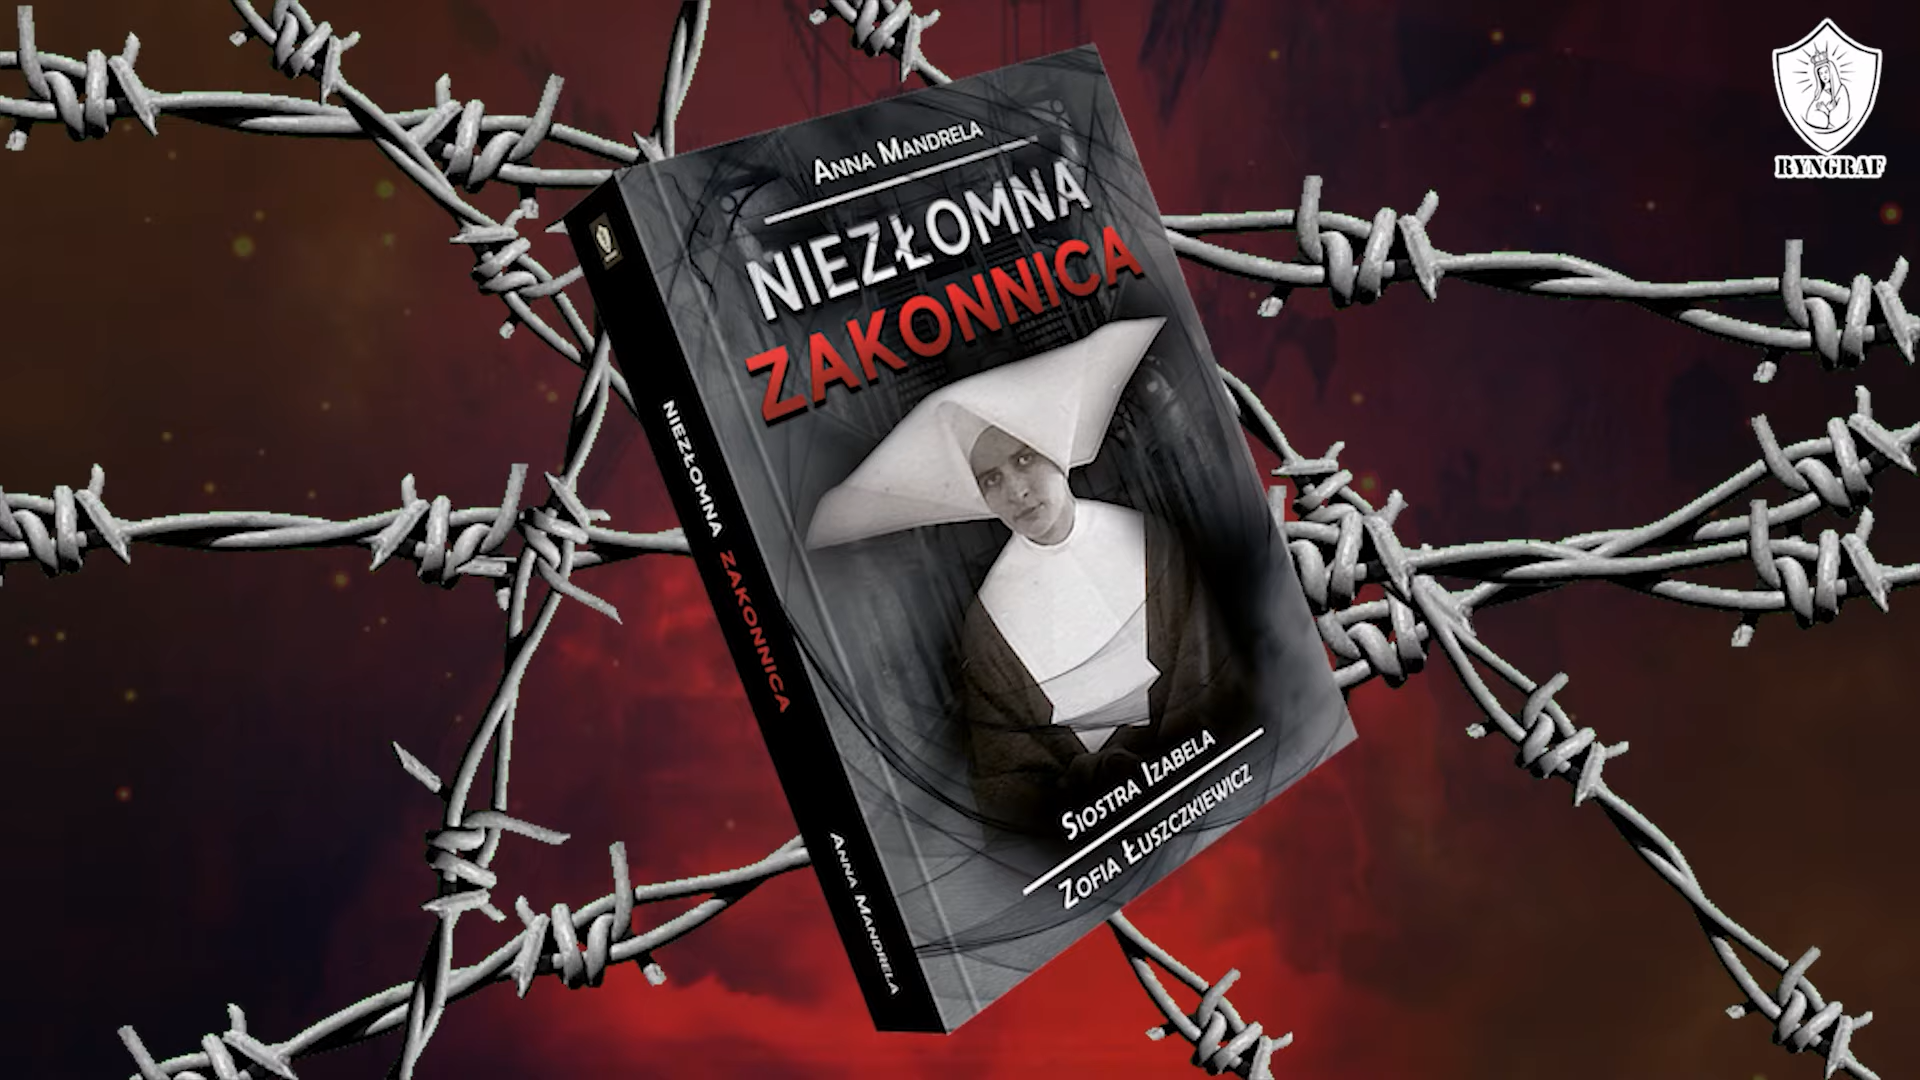 RYNGRAF
ANNA MANDRELA
NIEZŁOMNA
ZAKONNICA
SIOSTRA IZABELA
ZOFIA ŁUSZCZKIEWICZ
NIEZŁOMNA ZAKONNICA
ANNA MANDRELA